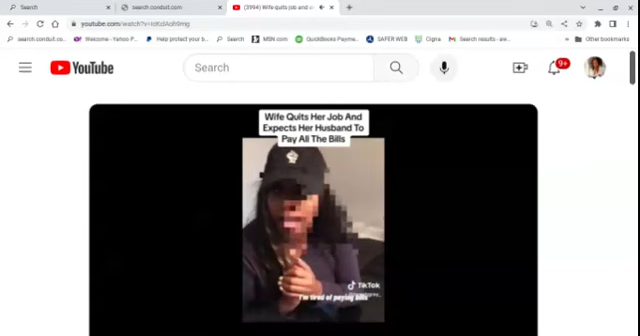 Search
search.conduit.com
(3994) Wife quits job and
youtube.com/watch?v=
search.conduit.co...
Welcome - Yahoo P...
Help protect your b...
Search
MSN.com
QuickBooks Payme...
SAFER WEB
Cigna
Search results - aw...
Other bookmarks
YouTube
Search
9+
Wife Quits Her Job And
Expects Her Husband To
Pay All The Bills
TikTok
I'm tired of paying bills